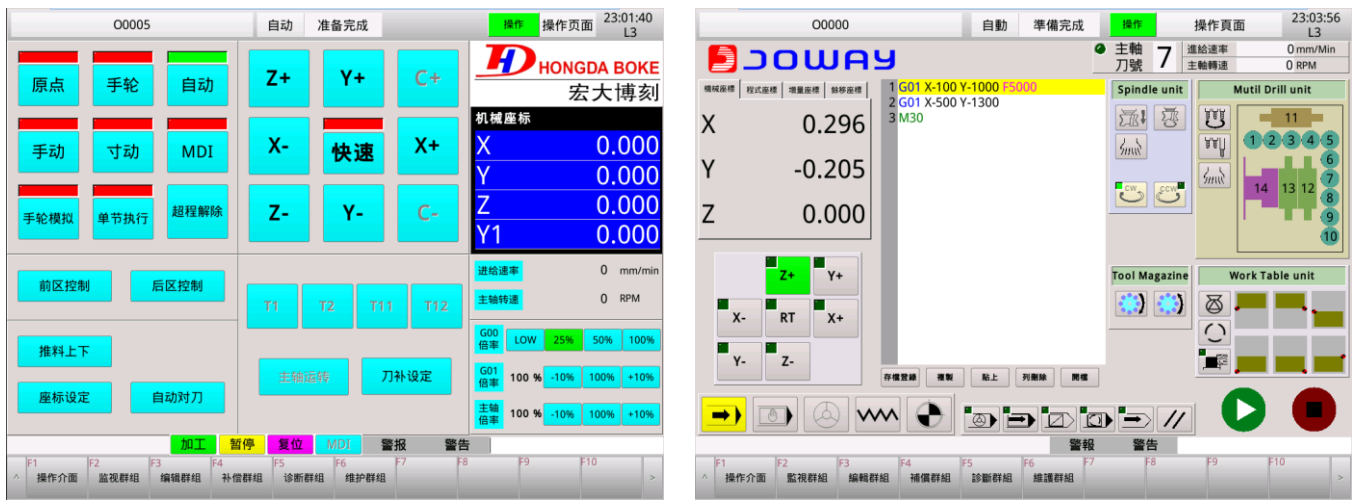 O0005 自动 准备完成 操作 操作页面 23:01:40
L3
原点 手轮 自动
手动 寸动 MDI
手轮模拟 单节执行 超程解除
Z+ Y+ C+
X- 快速 X+
Z- Y- C-
HONGDA BOKE
宏大博刻
机械座标
X 0.000
Y 0.000
Z 0.000
Y1 0.000
前区控制 后区控制
推料上下
座标设定 自动对刀
T1 T2 T11 T12
主轴运转 刀补设定
进给速率 0 mm/min
主轴转速 0 RPM
G00
倍率 LOW 25% 50% 100%
G01
倍率 100 % -10% 100% +10%
主轴
倍率 100 % -10% 100% +10%
加工 暂停 复位 MDI 警报 警告
F1 F2 F3 F4 F5 F6 F7 F8 F9 F10
^ 操作介面 监视群组 编辑群组 补偿群组 诊断群组 维护群组 >
O0000 自動 準備完成 操作 操作頁面 23:03:56
L3
DOWAY
主軸
刀號 7
進給速率 0 mm/Min
主軸轉速 0 RPM
機械座標 程式座標 增量座標 餘移座標
X 0.296
Y -0.205
Z 0.000
1 G01 X-100 Y-1000 F5000
2 G01 X-500 Y-1300
3 M30
Spindle unit
CW CCW
Mutil Drill unit
11
1 2 3 4 5
6
7
8
9
10
14 13 12
Z+ Y+
X- RT X+
Y- Z-
Tool Magazine
Work Table unit
存檔登錄 複製 貼上 列刪除 開檔
警報 警告
F1 F2 F3 F4 F5 F6 F7 F8 F9 F10
^ 操作介面 監視群組 編輯群組 補償群組 診斷群組 維護群組 >